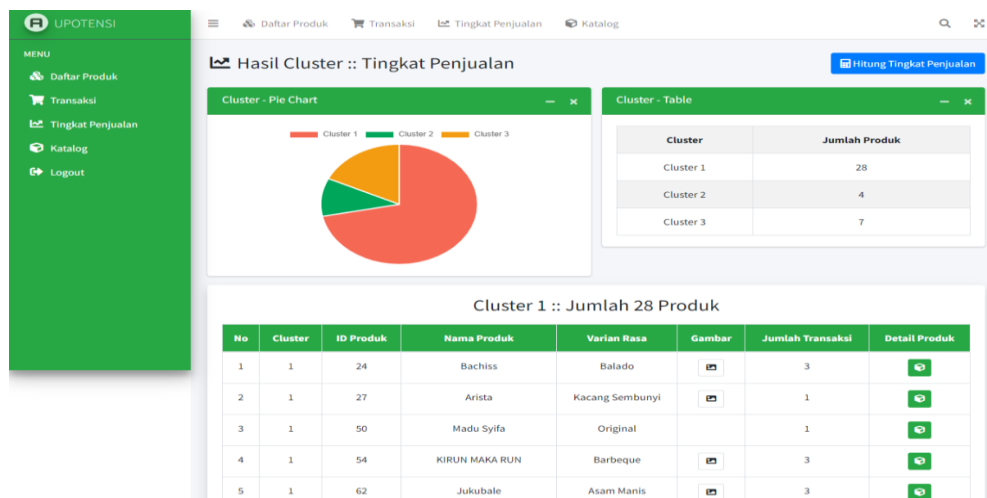 A UPOTENSI
Daftar Produk Transaksi Tingkat Penjualan Katalog
MENU
Daftar Produk
Transaksi
Tingkat Penjualan
Katalog
Logout
Hasil Cluster :: Tingkat Penjualan
Hitung Tingkat Penjualan
Cluster - Pie Chart
Cluster 1 Cluster 2 Cluster 3
Cluster - Table
Cluster Jumlah Produk
Cluster 1 28
Cluster 2 4
Cluster 3 7
Cluster 1 :: Jumlah 28 Produk
No Cluster ID Produk Nama Produk Varian Rasa Gambar Jumlah Transaksi Detail Produk
1 1 24 Bachiss Balado 3
2 1 27 Arista Kacang Sembunyi 1
3 1 50 Madu Syifa Original 1
4 1 54 KIRUN MAKA RUN Barbeque 3
5 1 62 Jukubale Asam Manis 3